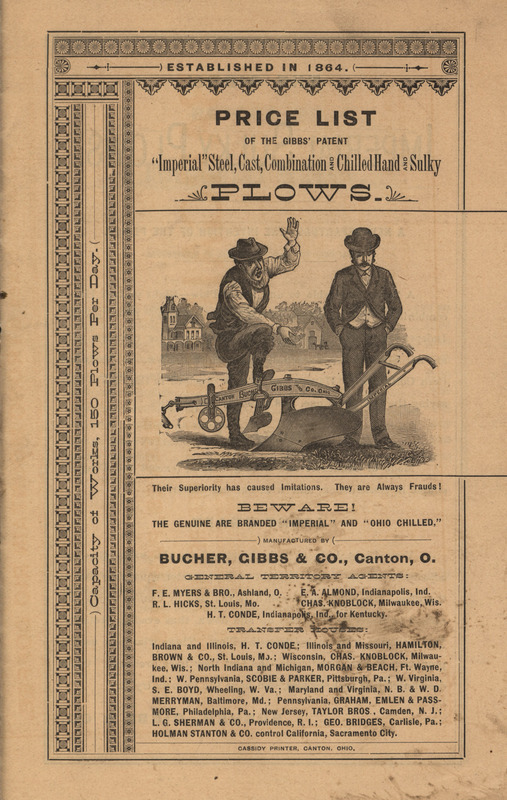 ESTABLISHED IN 1864.
PRICE LIST
OF THE GIBBS' PATENT
"Imperial" Steel, Cast, Combination AND Chilled Hand AND Sulky
PLOWS.
Capacity of Works, 150 Plows Per Day.
CANTON BUCHER GIBBS AND CO. OHIO
IMPERIAL
Their Superiority has caused Imitations. They are Always Frauds!
BEWARE!
THE GENUINE ARE BRANDED "IMPERIAL" AND "OHIO CHILLED,"
MANUFACTURED BY
BUCHER, GIBBS & CO., Canton, O.
GENERAL TERRITORY AGENTS:
F. E. MYERS & BRO., Ashland, O. E. A. ALMOND, Indianapolis, Ind.
R. L. HICKS, St. Louis, Mo. CHAS. KNOBLOCK, Milwaukee, Wis.
H. T. CONDE, Indianapolis, Ind., for Kentucky.
TRANSFER HOUSES:
Indiana and Illinois, H. T. CONDE; Illinois and Missouri, HAMILTON,
BROWN & CO., St. Louis, Mo.; Wisconsin, CHAS. KNOBLOCK, Milwau-
kee, Wis.; North Indiana and Michigan, MORGAN & BEACH, Ft. Wayne,
Ind.; W. Pennsylvania, SCOBIE & PARKER, Pittsburgh, Pa.; W. Virginia,
S. E. BOYD, Wheeling, W. Va.; Maryland and Virginia, N. B. & W. D.
MERRYMAN, Baltimore, Md.; Pennsylvania, GRAHAM, EMLEN & PASS-
MORE, Philadelphia, Pa.; New Jersey, TAYLOR BROS., Camden, N. J.;
L. G. SHERMAN & CO., Providence, R. I.; GEO. BRIDGES, Carlisle, Pa.;
HOLMAN STANTON & CO. control California, Sacramento City.
CASSIDY PRINTER, CANTON, OHIO.